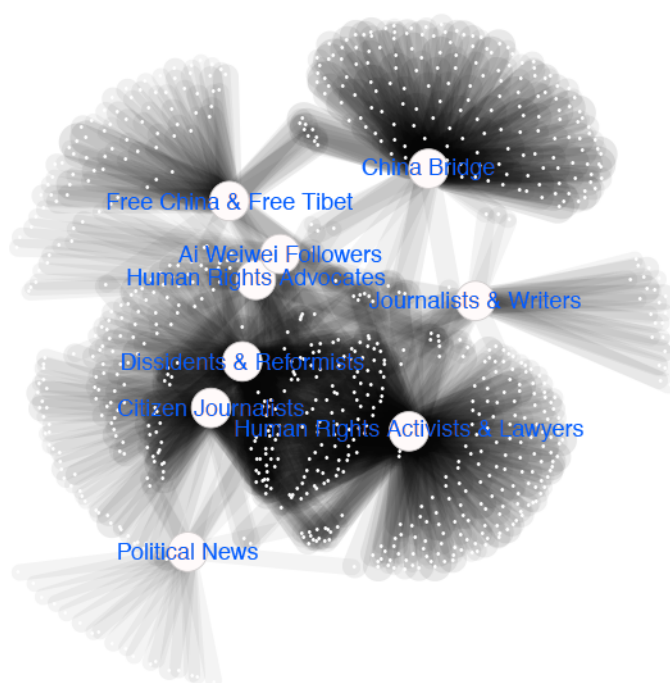 China Bridge
Free China & Free Tibet
Ai Weiwei Followers
Human Rights Advocates
Journalists & Writers
Dissidents & Reformists
Citizen Journalists
Human Rights Activists & Lawyers
Political News